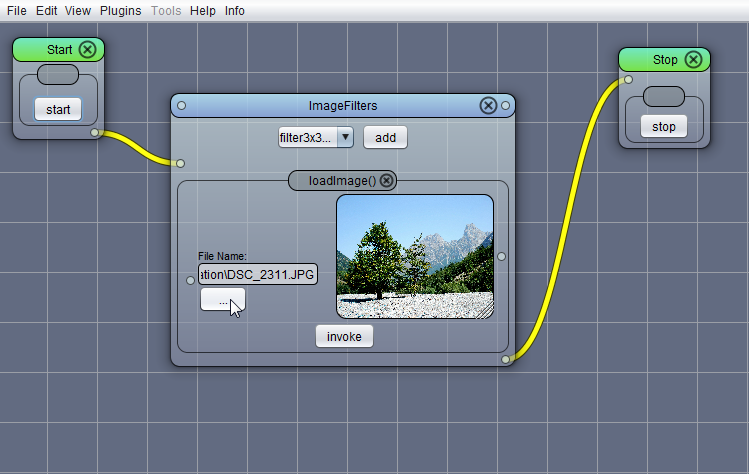 File Edit View Plugins Tools Help Info
Start
start
ImageFilters
filter3x3... add
loadImage()
File Name:
ation\DSC_2311.JPG
...
invoke
Stop
stop